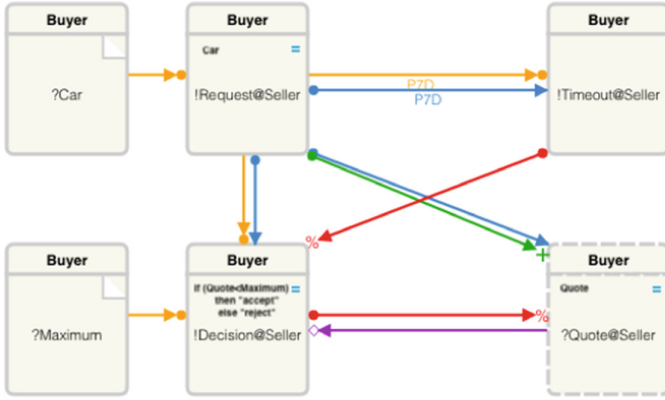 Buyer
Buyer
Buyer
Car
=
?Car
!Request@Seller
P7D
P7D
!Timeout@Seller
%
+
Buyer
Buyer
Buyer
if (Quote<Maximum)
then "accept"
else "reject"
=
Quote
=
?Maximum
!Decision@Seller
%
?Quote@Seller